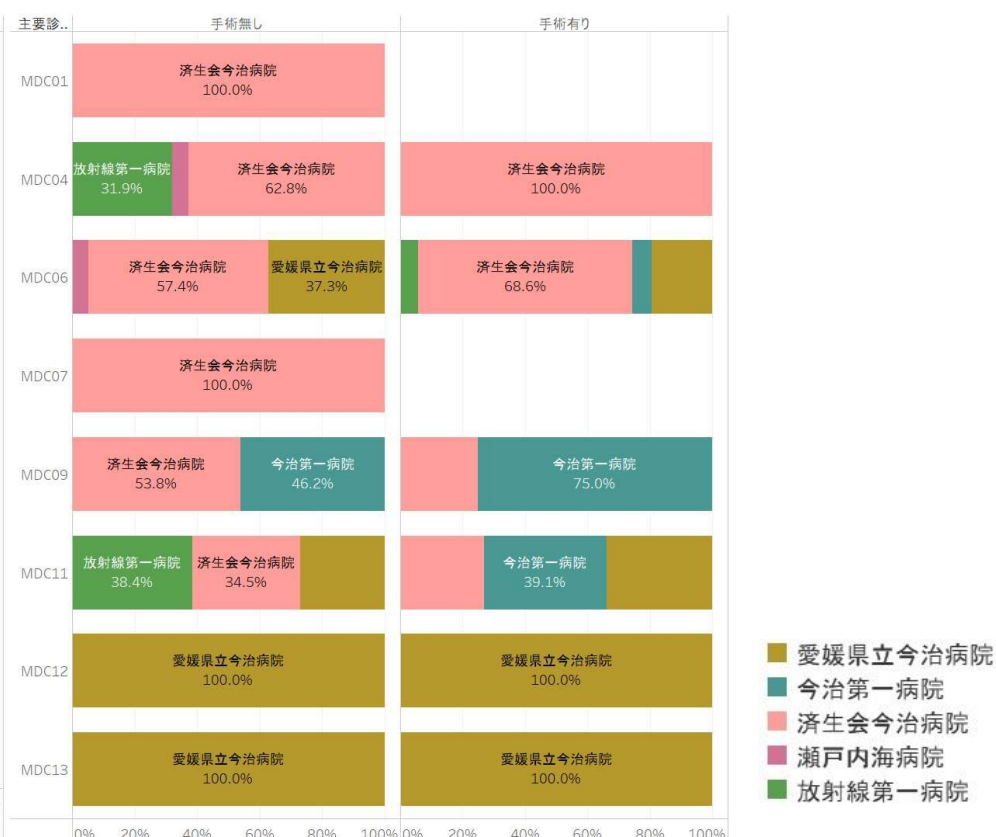 主要診.. 手術無し 手術有り
MDC01
済生会今治病院
100.0%
MDC04
放射線第一病院
31.9%
済生会今治病院
62.8%
済生会今治病院
100.0%
MDC06
済生会今治病院
57.4%
愛媛県立今治病院
37.3%
済生会今治病院
68.6%
MDC07
済生会今治病院
100.0%
MDC09
済生会今治病院
53.8%
今治第一病院
46.2%
今治第一病院
75.0%
MDC11
放射線第一病院
38.4%
済生会今治病院
34.5%
今治第一病院
39.1%
MDC12
愛媛県立今治病院
100.0%
愛媛県立今治病院
100.0%
MDC13
愛媛県立今治病院
100.0%
愛媛県立今治病院
100.0%
0% 20% 40% 60% 80% 100% 0% 20% 40% 60% 80% 100%
愛媛県立今治病院
今治第一病院
済生会今治病院
瀬戸内海病院
放射線第一病院